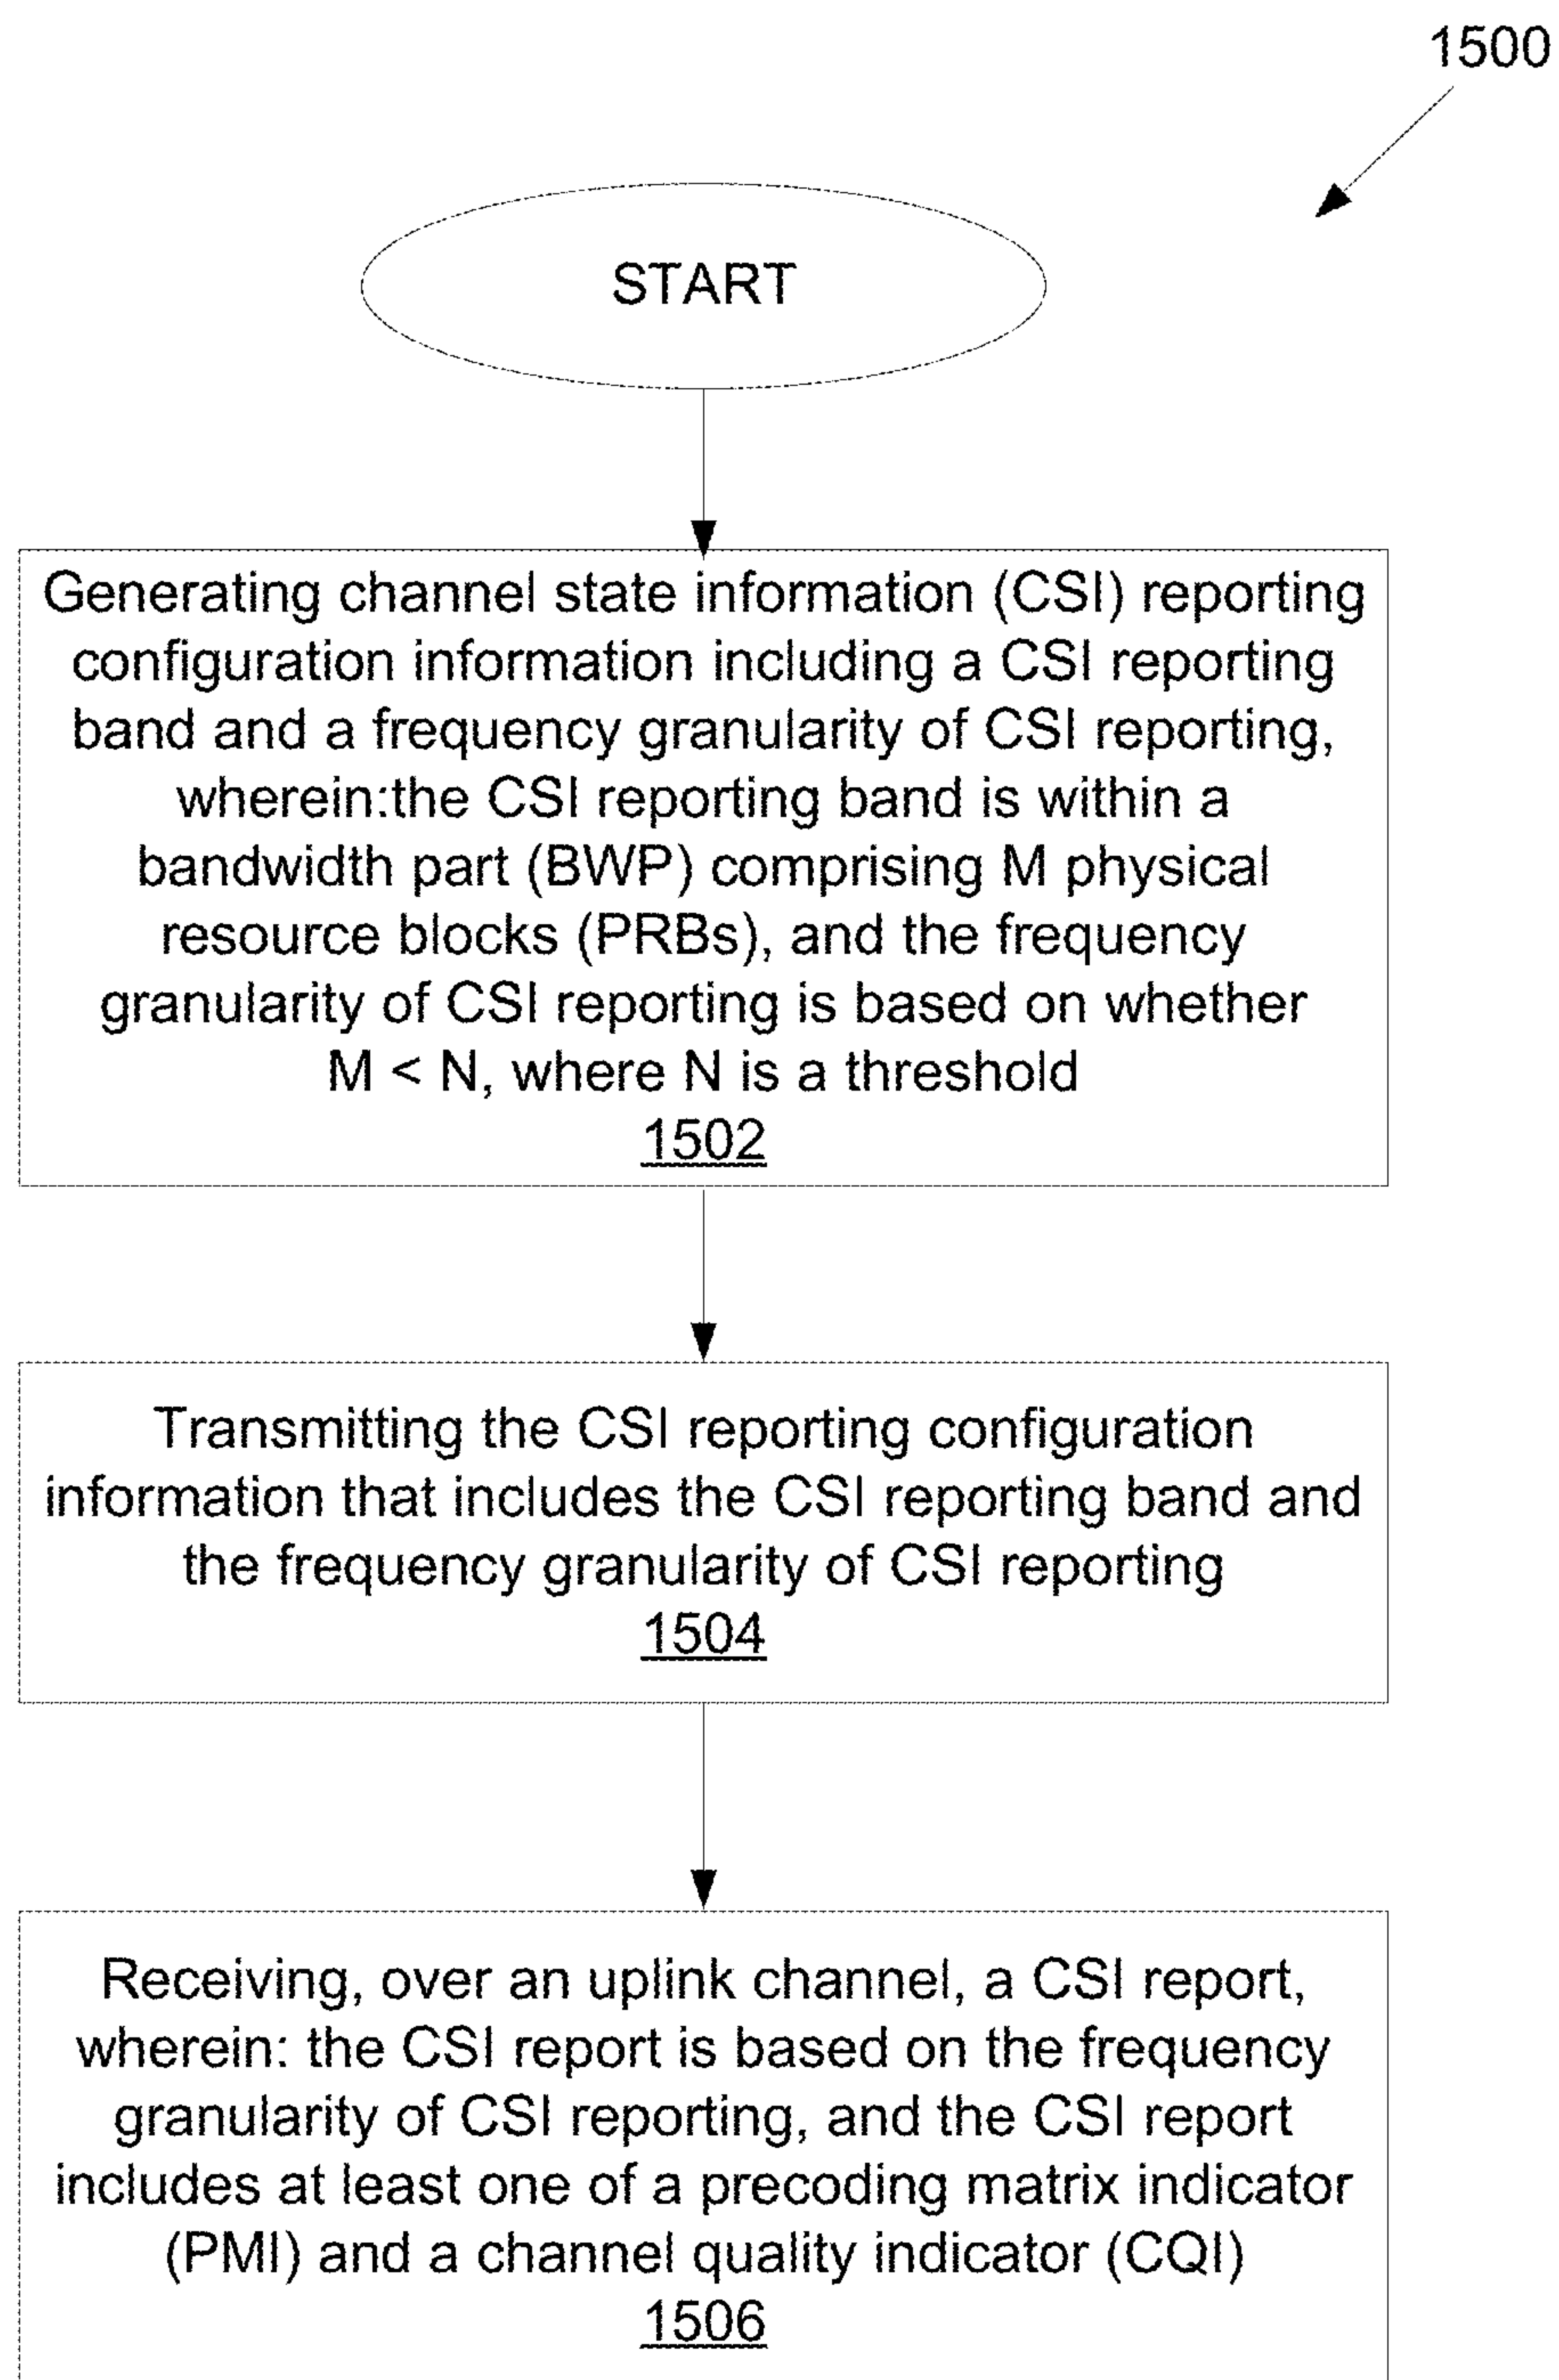 1500
START
Generating channel state information (CSI) reporting
configuration information including a CSI reporting
band and a frequency granularity of CSI reporting,
wherein:the CSI reporting band is within a
bandwidth part (BWP) comprising M physical
resource blocks (PRBs), and the frequency
granularity of CSI reporting is based on whether
M < N, where N is a threshold
1502
Transmitting the CSI reporting configuration
information that includes the CSI reporting band and
the frequency granularity of CSI reporting
1504
Receiving, over an uplink channel, a CSI report,
wherein: the CSI report is based on the frequency
granularity of CSI reporting, and the CSI report
includes at least one of a precoding matrix indicator
(PMI) and a channel quality indicator (CQI)
1506